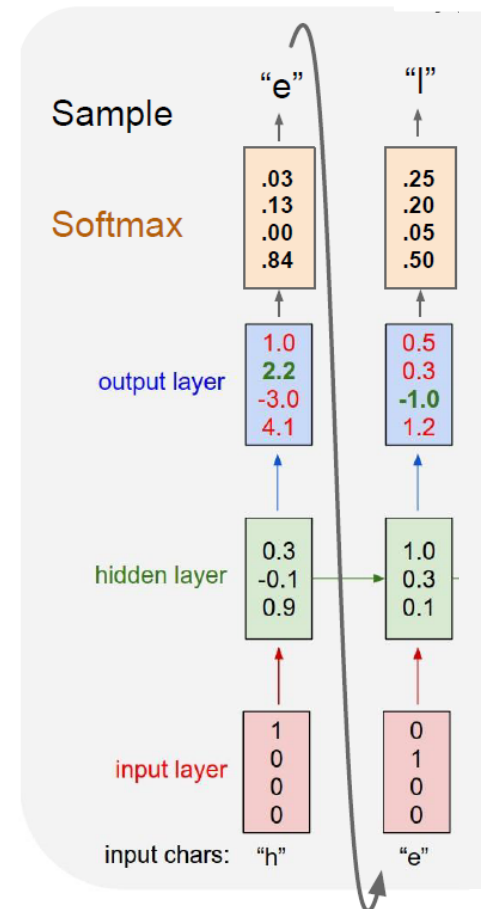 “e” “l”
Sample
.03 .25
.13 .20
Softmax .00 .05
.84 .50
1.0 0.5
2.2 0.3
output layer -3.0 -1.0
4.1 1.2
0.3 1.0
hidden layer -0.1 0.3
0.9 0.1
1 0
0 1
input layer 0 0
0 0
input chars: “h” “e”